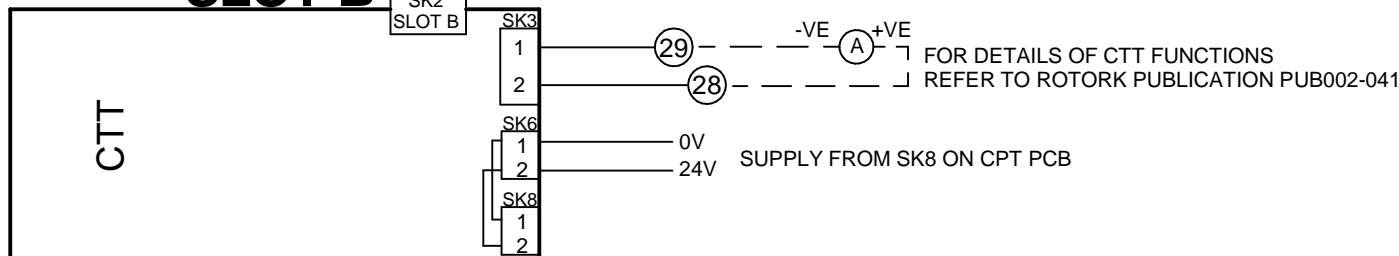 SLOT B
SK2
SLOT B
SK3
1
2
29
-VE
A
+VE
28
FOR DETAILS OF CTT FUNCTIONS
REFER TO ROTORK PUBLICATION PUB002-041
CTT
SK6
1
2
0V
24V
SUPPLY FROM SK8 ON CPT PCB
SK8
1
2